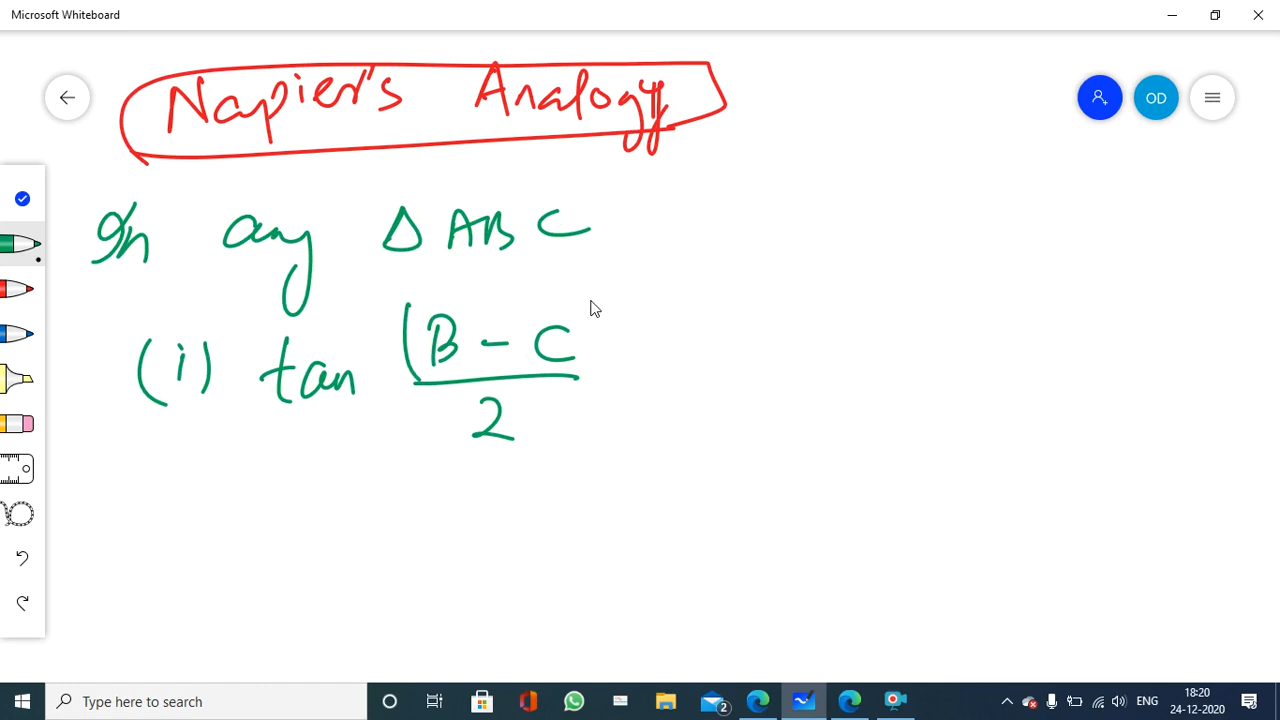 Microsoft Whiteboard
Napier's Analogy
OD
In any Δ ABC
(i) tan (B - C
2
Type here to search
2
ENG
18:20
24-12-2020